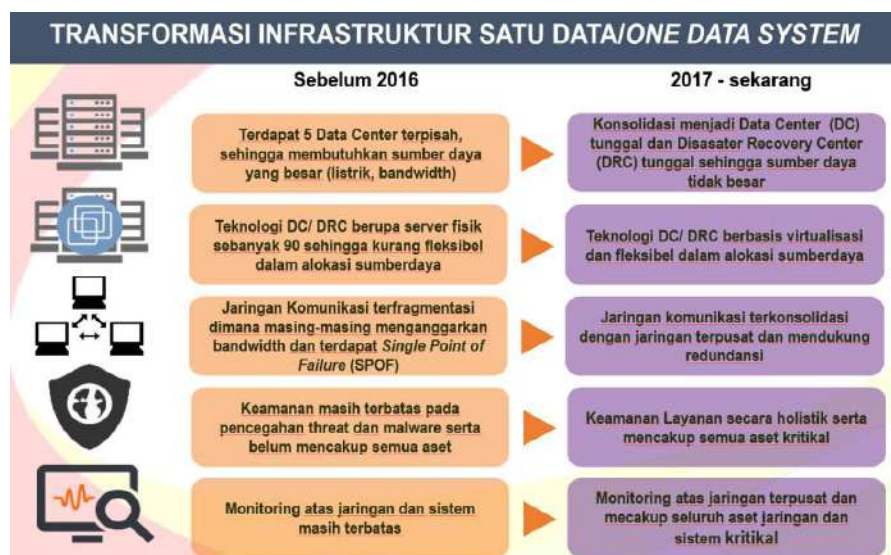 TRANSFORMASI INFRASTRUKTUR SATU DATA/ONE DATA SYSTEM
Sebelum 2016
2017 - sekarang
Terdapat 5 Data Center terpisah,
sehingga membutuhkan sumber daya
yang besar (listrik, bandwidth)
Konsolidasi menjadi Data Center (DC)
tunggal dan Disasater Recovery Center
(DRC) tunggal sehingga sumber daya
tidak besar
Teknologi DC/ DRC berupa server fisik
sebanyak 90 sehingga kurang fleksibel
dalam alokasi sumberdaya
Teknologi DC/ DRC berbasis virtualisasi
dan fleksibel dalam alokasi sumberdaya
Jaringan Komunikasi terfragmentasi
dimana masing-masing menganggarkan
bandwidth dan terdapat Single Point of
Failure (SPOF)
Jaringan komunikasi terkonsolidasi
dengan jaringan terpusat dan mendukung
redundansi
Keamanan masih terbatas pada
pencegahan threat dan malware serta
belum mencakup semua aset
Keamanan Layanan secara holistik serta
mencakup semua aset kritikal
Monitoring atas jaringan dan sistem
masih terbatas
Monitoring atas jaringan terpusat dan
mecakup seluruh aset jaringan dan
sistem kritikal